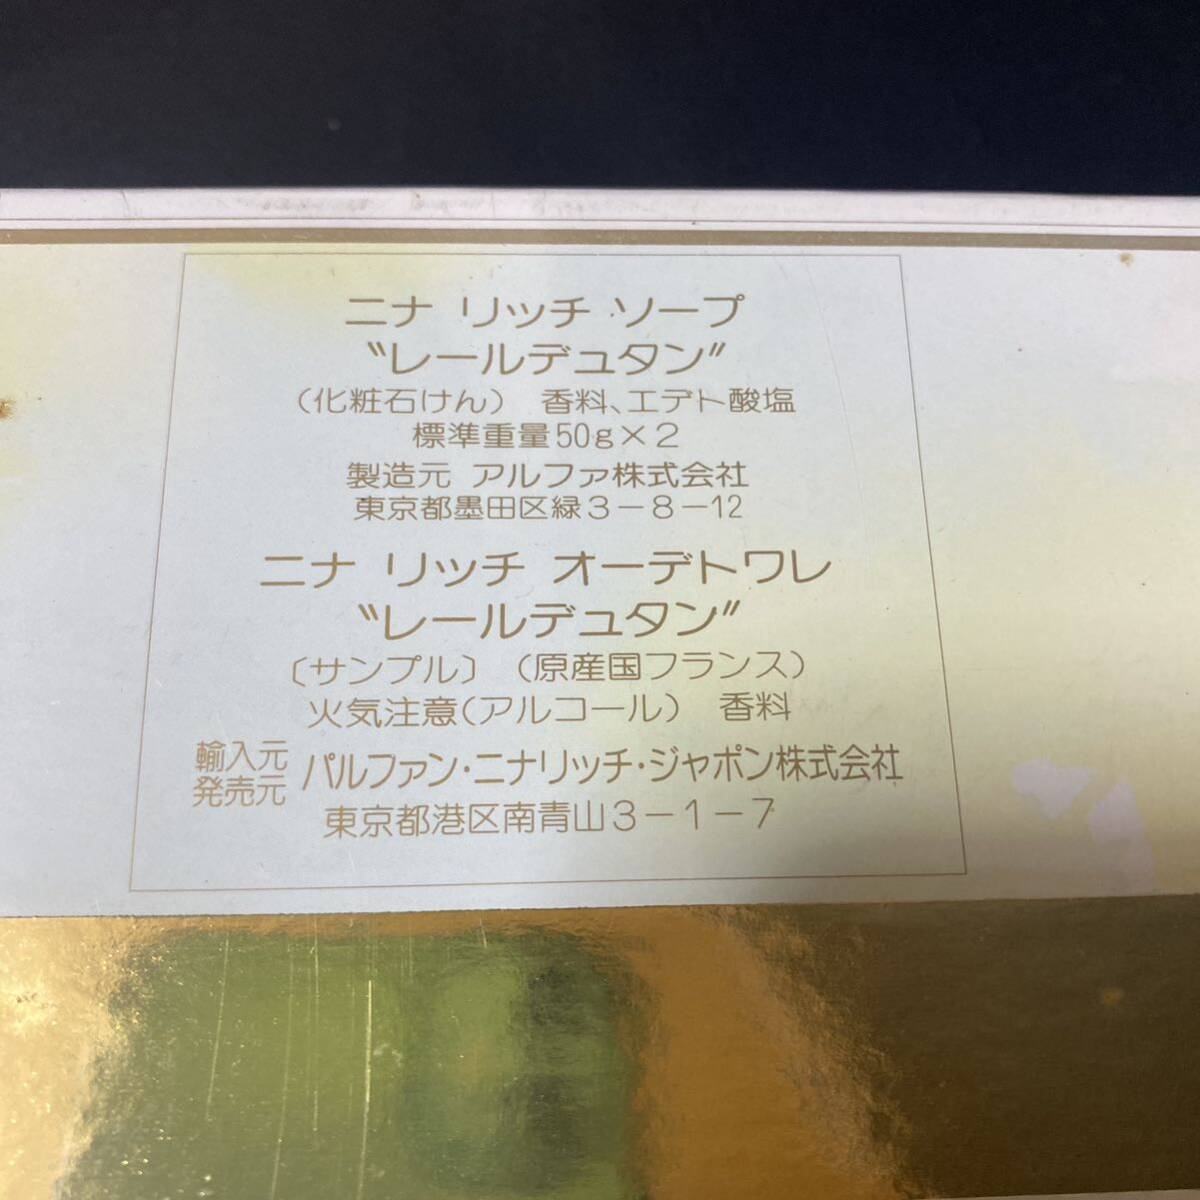 ニナ リッチ ソープ
〝レールデュタン〟
（化粧石けん） 香料、エデト酸塩
標準重量50g×2
製造元 アルファ株式会社
東京都墨田区緑3−8−12
ニナ リッチ オーデトワレ
〝レールデュタン〟
〔サンプル〕（原産国フランス）
火気注意（アルコール） 香料
輸入元
発売元 パルファン・ニナリッチ・ジャポン株式会社
東京都港区南青山3−1−7